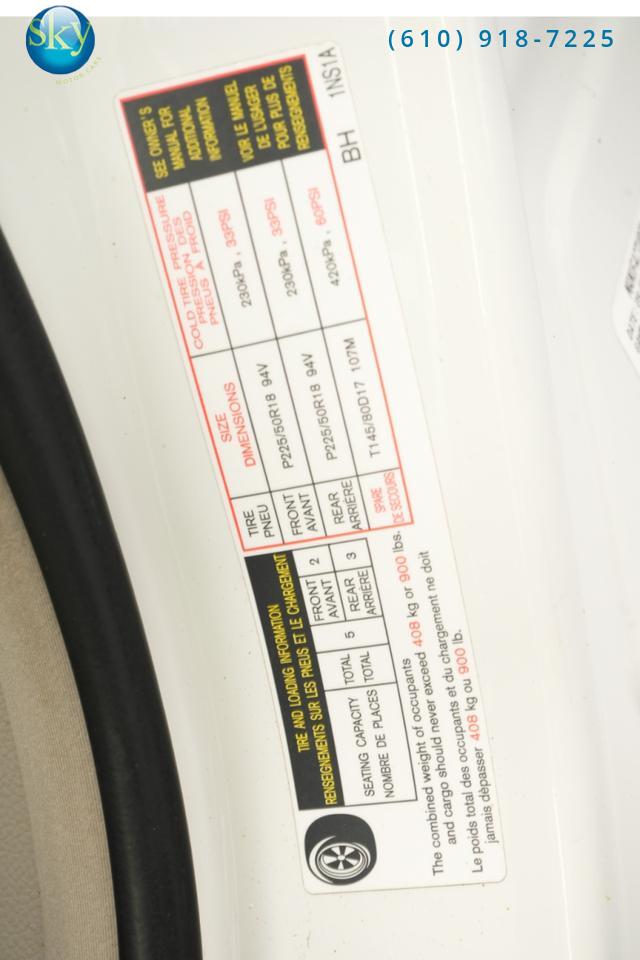 Sky
MOTOR CARS
(610) 918-7225
TIRE AND LOADING INFORMATION
RENSEIGNEMENTS SUR LES PNEUS ET LE CHARGEMENT
SEATING CAPACITY
NOMBRE DE PLACES
TOTAL
TOTAL
5
FRONT
AVANT
2
REAR
ARRIÈRE
3
The combined weight of occupants
and cargo should never exceed 408 kg or 900 lbs.
Le poids total des occupants et du chargement ne doit
jamais dépasser 408 kg ou 900 lb.
TIRE
PNEU
SIZE
DIMENSIONS
COLD TIRE PRESSURE
PRESSION DES
PNEUS À FROID
SEE OWNER'S
MANUAL FOR
ADDITIONAL
INFORMATION
VOIR LE MANUEL
DE L'USAGER
POUR PLUS DE
RENSEIGNEMENTS
FRONT
AVANT
P225/50R18 94V
230kPa, 33PSI
REAR
ARRIÈRE
P225/50R18 94V
230kPa, 33PSI
SPARE
DE SECOURS
T145/80D17 107M
420kPa, 60PSI
BH 1NS1A